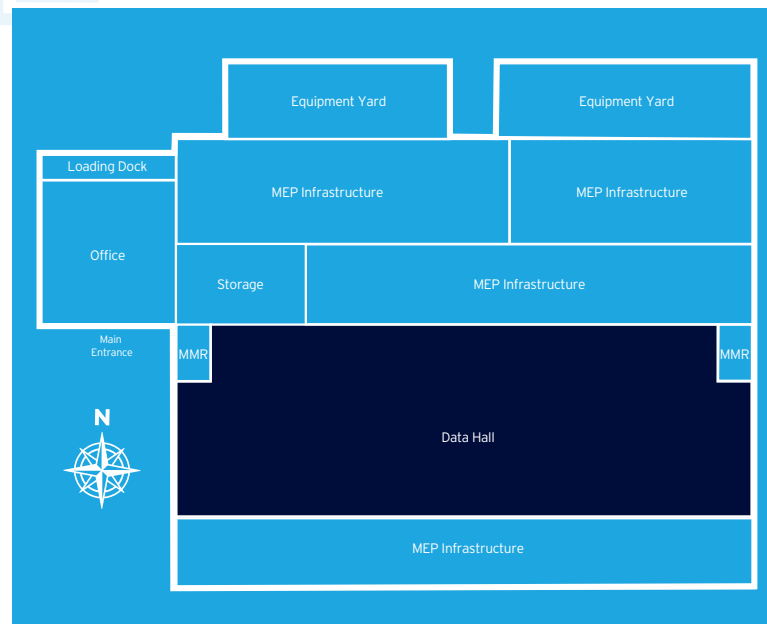 Equipment Yard
Equipment Yard
Loading Dock
MEP Infrastructure
MEP Infrastructure
Office
Storage
MEP Infrastructure
Main
Entrance
MMR
MMR
N
Data Hall
MEP Infrastructure